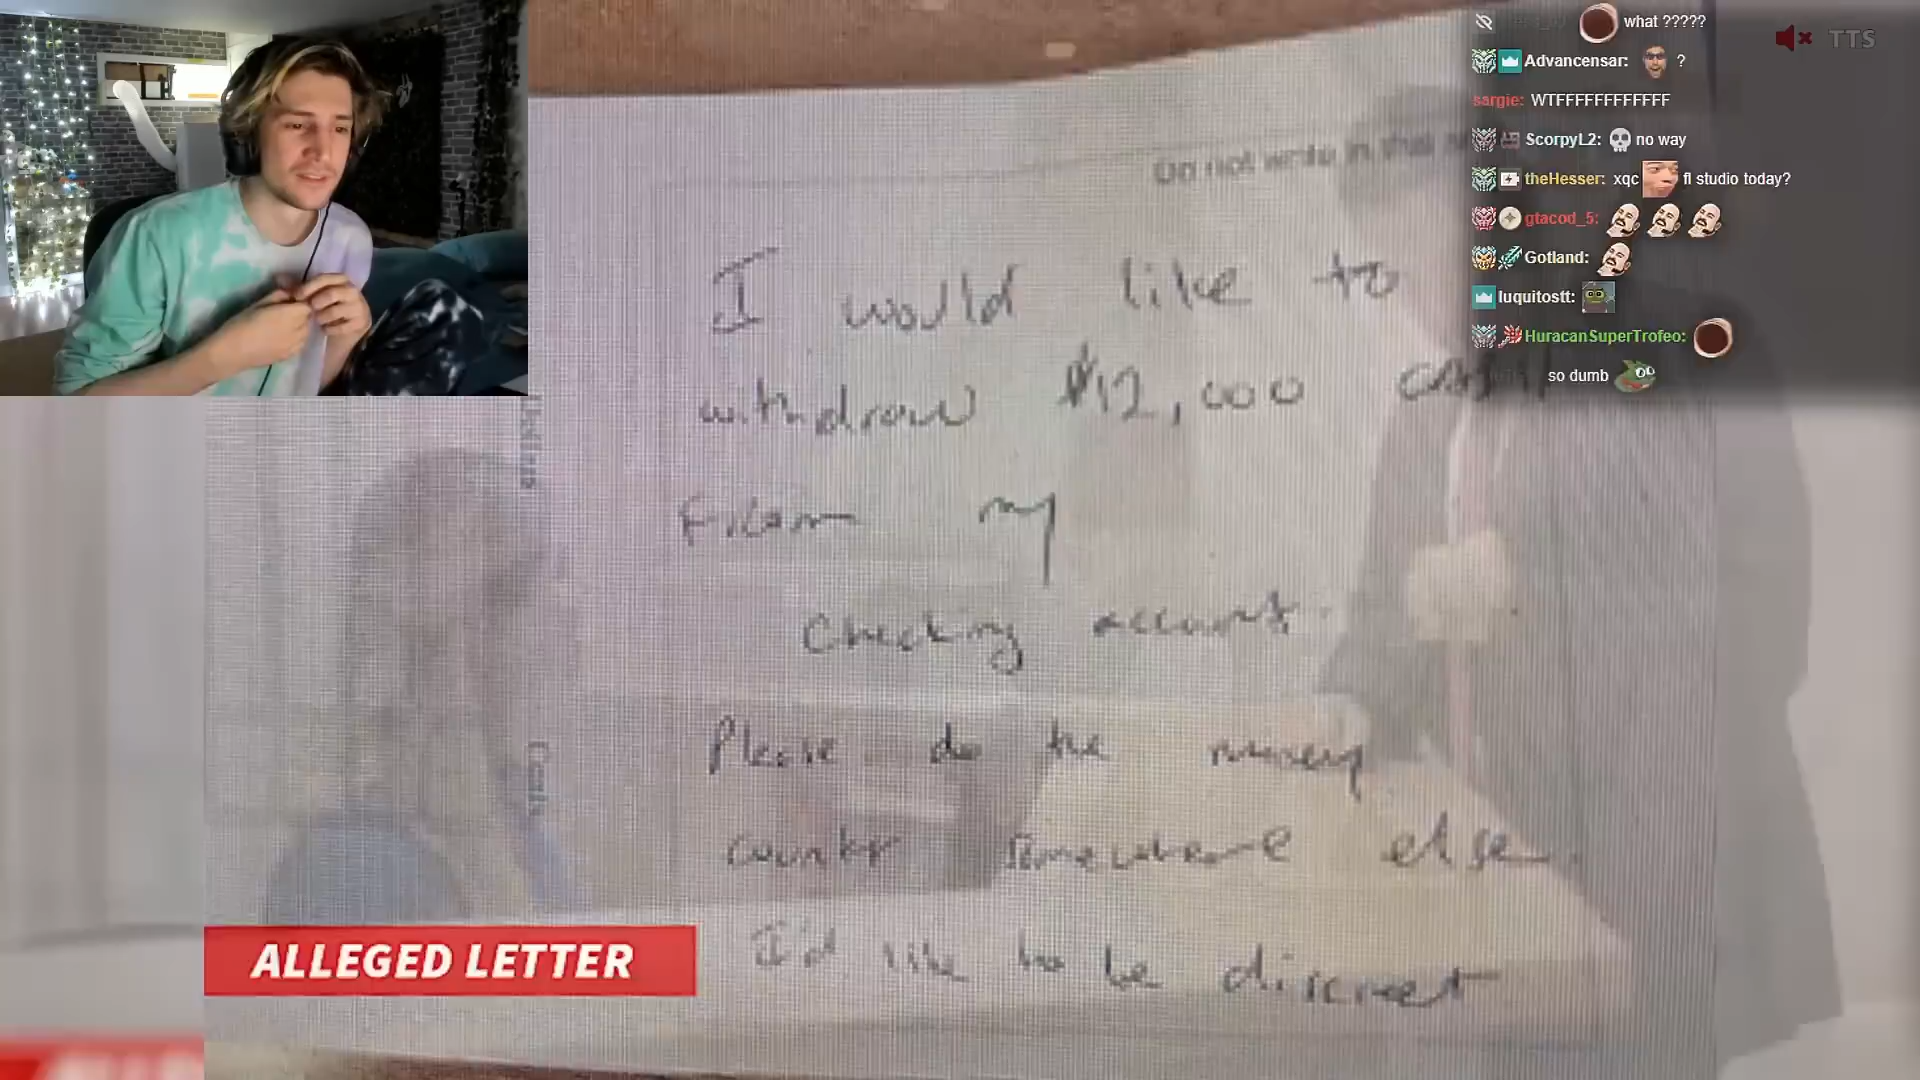 what ?????
TTS
Advancensar: ?
sargie: WTFFFFFFFFFFFF
ScorpyL2: no way
theHesser: xqc fl studio today?
gtacod_5:
Gotland:
luquitostt:
HuracanSuperTrofeo:
so dumb
Do not write in this
I would like to
withdraw $12,000 cash
From my
Checking account.
Please do the money
counter somewhere else
I'd like to be discreet
ALLEGED LETTER